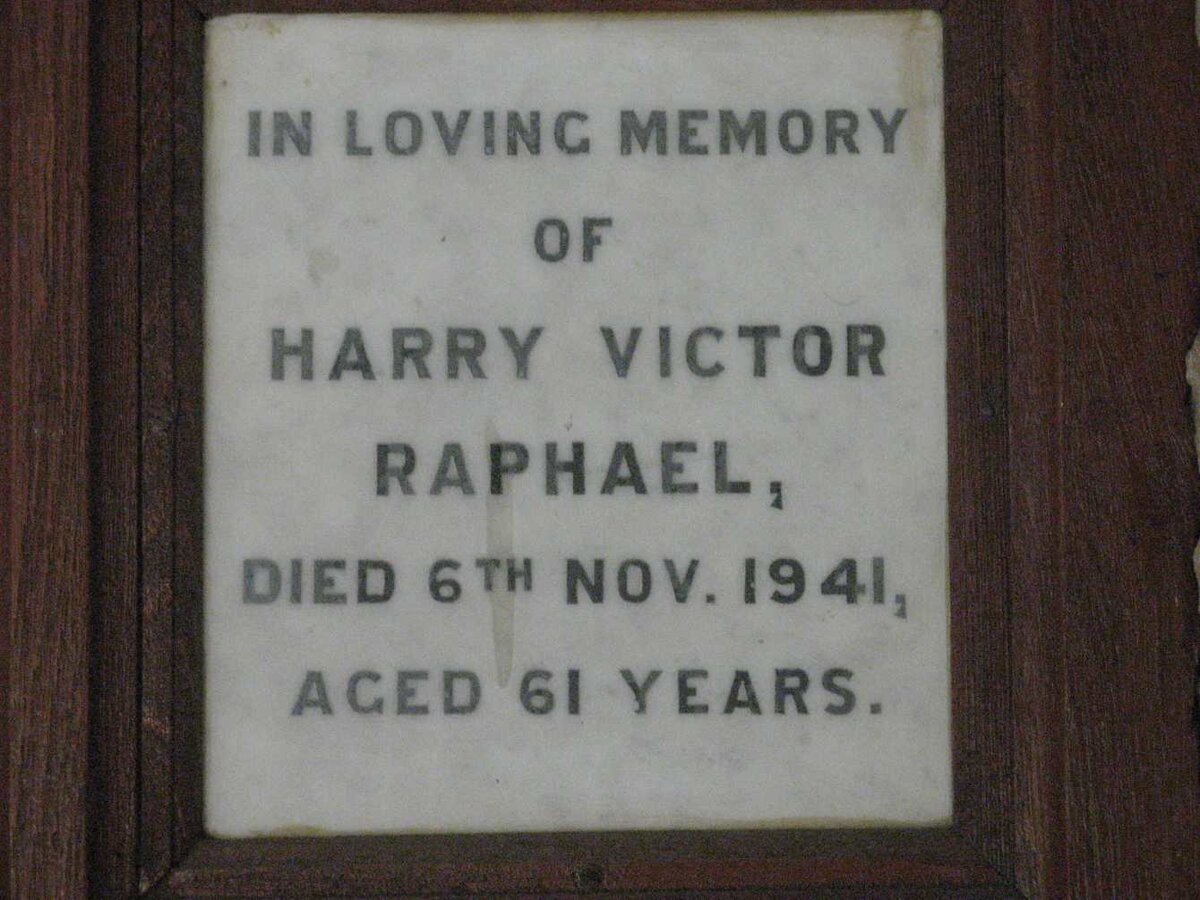 IN LOVING MEMORY
OF
HARRY VICTOR
RAPHAEL,
DIED 6TH NOV. 1941,
AGED 61 YEARS.